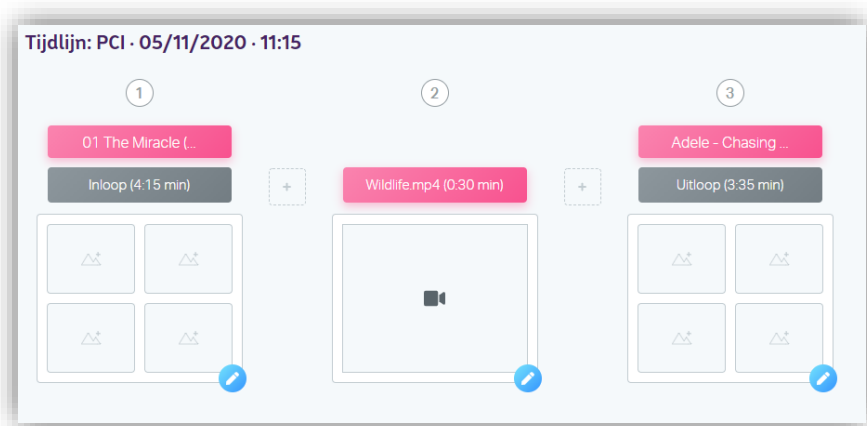 Tijdlijn: PCI · 05/11/2020 · 11:15
1
2
3
01 The Miracle (...
Adele - Chasing ...
Inloop (4:15 min)
+
Wildlife.mp4 (0:30 min)
+
Uitloop (3:35 min)